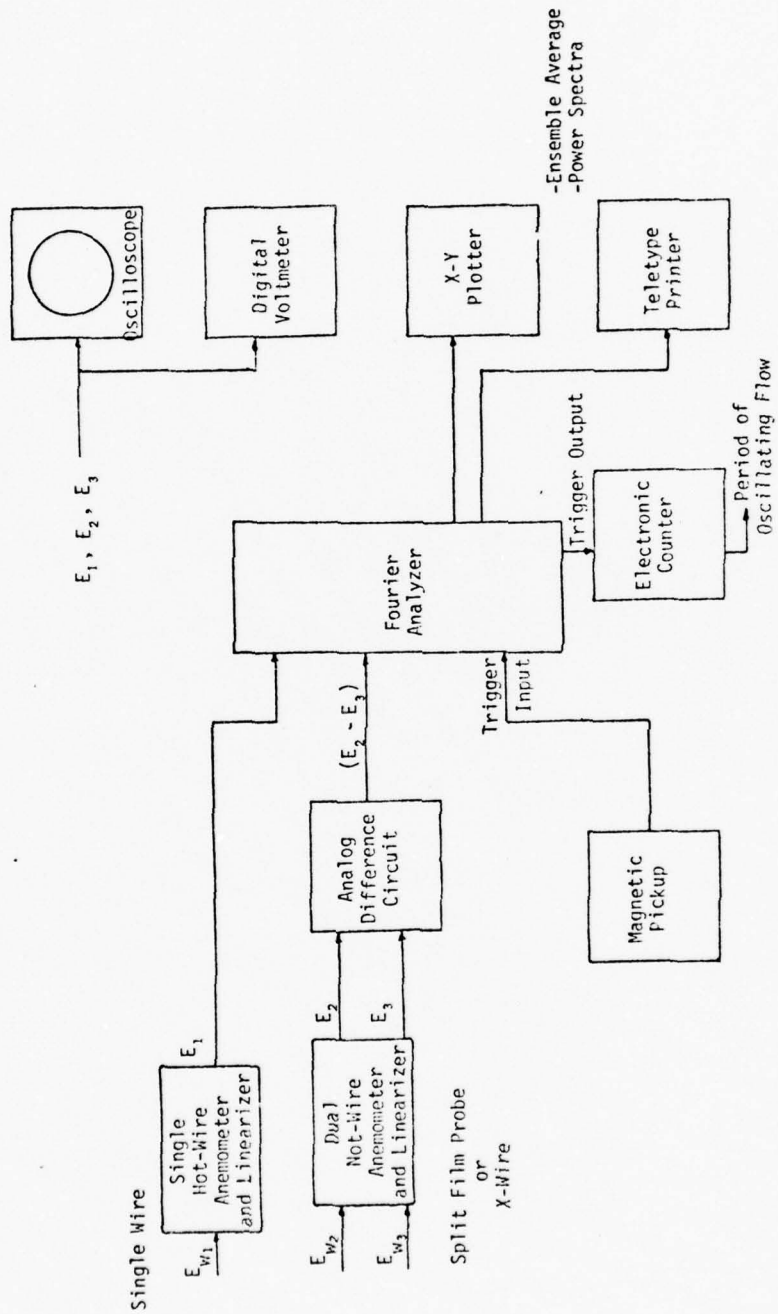 Single Wire
E_W1
Single
Hot-Wire
Anemometer
and Linearizer
E_1
E_W2
E_W3
Dual
Not-Wire
Anemometer
and Linearizer
E_2
E_3
Split Film Probe
or
X-Wire
Analog
Difference
Circuit
(E_2 - E_3)
Magnetic
Pickup
Trigger
Input
Fourier
Analyzer
Trigger Output
Electronic
Counter
Period of
Oscillating Flow
E_1, E_2, E_3
Oscilloscope
Digital
Voltmeter
X-Y
Plotter
-Ensemble Average
-Power Spectra
Teletype
Printer